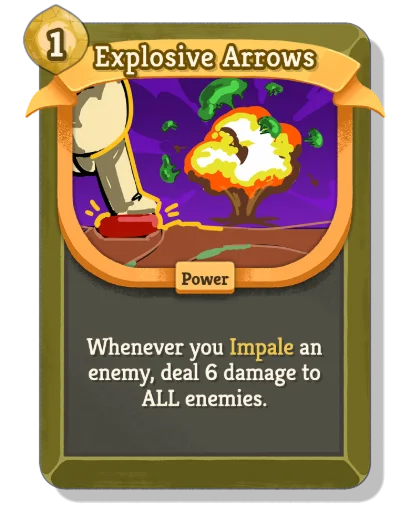 1
Explosive Arrows
Power
Whenever you Impale an
enemy, deal 6 damage to
ALL enemies.